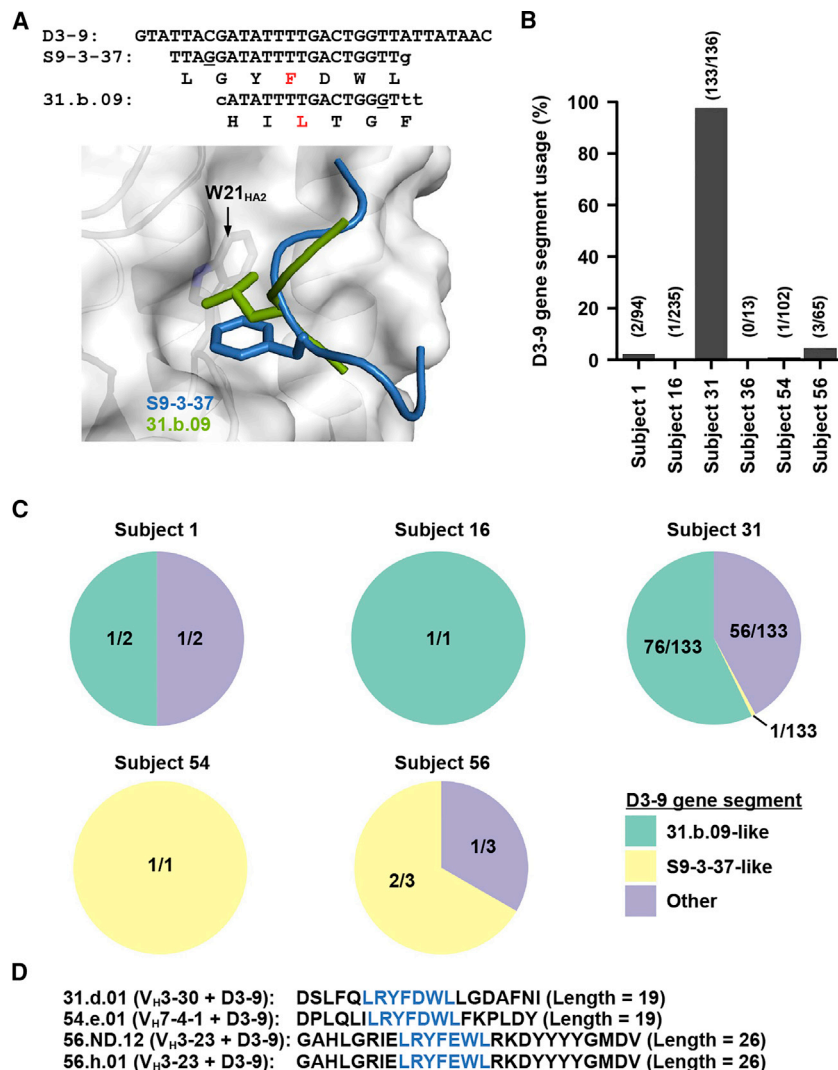 A
D3-9: GTATTACGATATTTTGACTGGTTATTATAAC
S9-3-37: TTAGGATATTTTGACTGGTTg
L G Y F D W L
31.b.09: cATATTTTGACTGGGTtt
H I L T G F
W21HA2
S9-3-37
31.b.09
B
D3-9 gene segment usage (%)
100
80
60
40
20
0
(2/94)
(1/235)
(133/136)
(0/13)
(1/102)
(3/65)
Subject 1
Subject 16
Subject 31
Subject 36
Subject 54
Subject 56
C
Subject 1
1/2
1/2
Subject 16
1/1
Subject 31
76/133
56/133
1/133
Subject 54
1/1
Subject 56
2/3
1/3
D3-9 gene segment
31.b.09-like
S9-3-37-like
Other
D
31.d.01 (VH3-30 + D3-9): DSLFQLRYFDWLLGDAFNI (Length = 19)
54.e.01 (VH7-4-1 + D3-9): DPLQLILRYFDWLFKPLDY (Length = 19)
56.ND.12 (VH3-23 + D3-9): GAHLGRIELRYFEWLRKDYYYYGMDV (Length = 26)
56.h.01 (VH3-23 + D3-9): GAHLGRIELRYFEWLRKDYYYYGMDV (Length = 26)